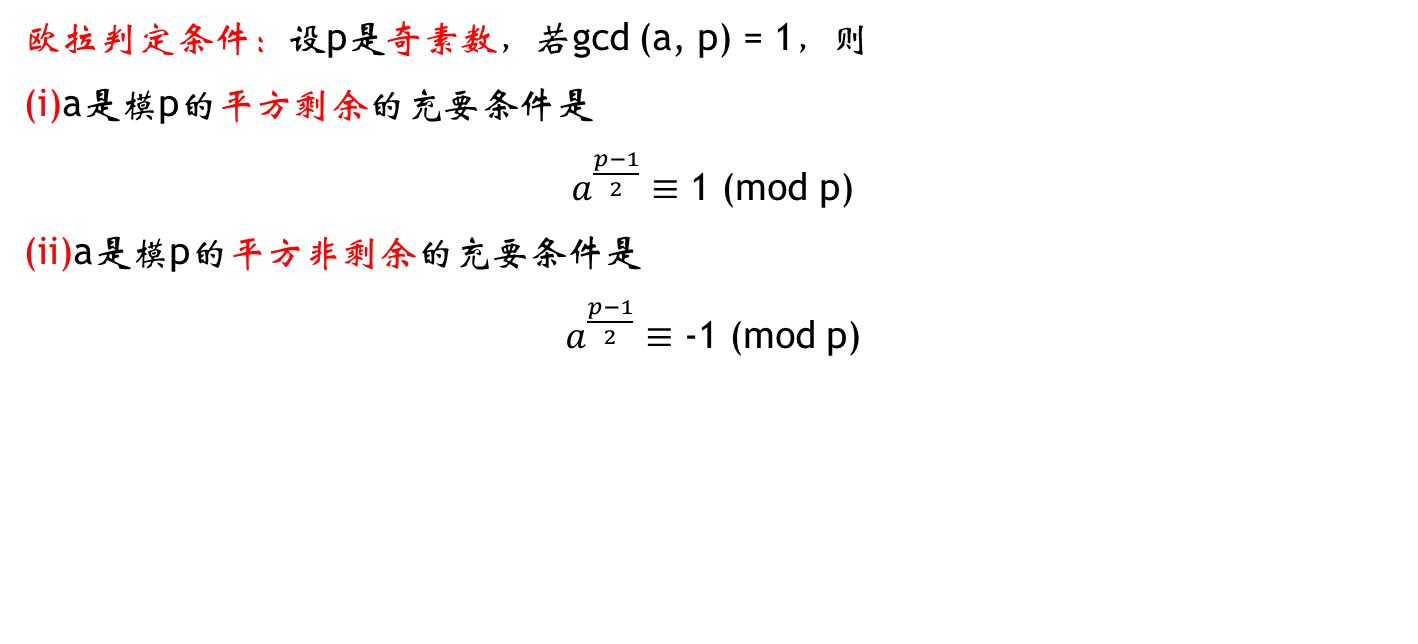 欧拉判定条件：设p是奇素数，若gcd (a, p) = 1，则
(i)a是模p的平方剩余的充要条件是
$a^{\frac{p-1}{2}}$ ≡ 1 (mod p)
(ii)a是模p的平方非剩余的充要条件是
$a^{\frac{p-1}{2}}$ ≡ -1 (mod p)